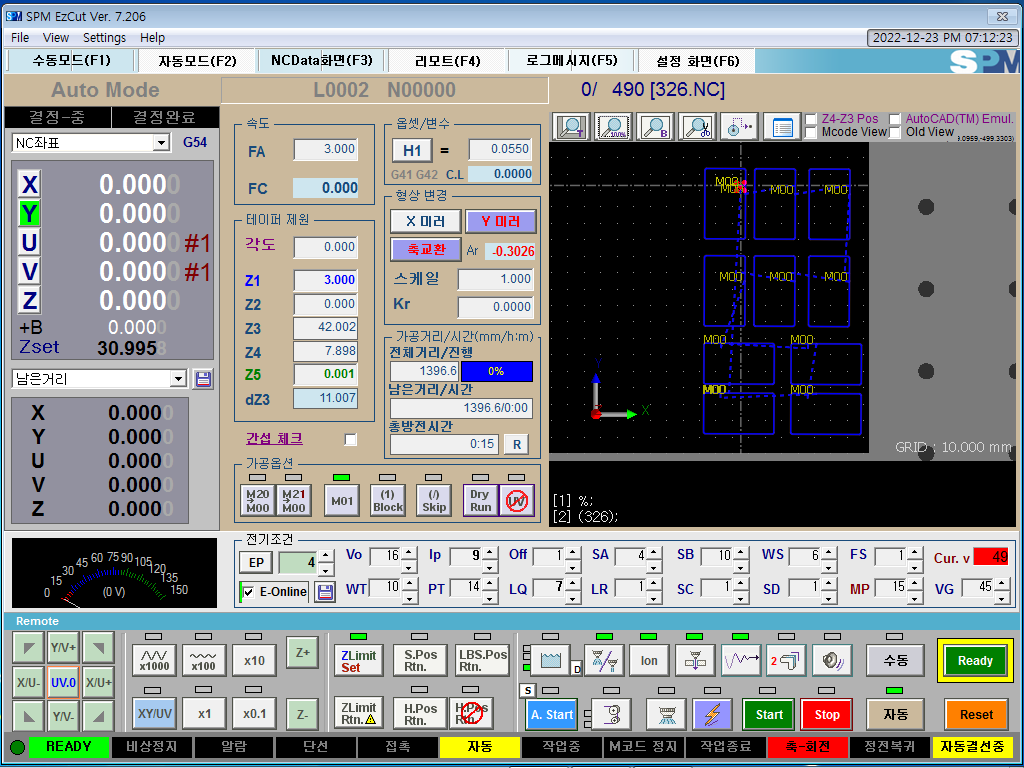 SPM EzCut Ver. 7.206
File View Settings Help
2022-12-23 PM 07:12:23
수동모드(F1) 자동모드(F2) NCData화면(F3) 리모트(F4) 로그메시지(F5) 설정 화면(F6)
SPM
Auto Mode L0002 N00000 0/ 490 [326.NC]
결정-중 결정완료
NC좌표 G54
X 0.0000
Y 0.0000
U 0.0000 #1
V 0.0000 #1
Z 0.0000
+B 0.0000
Zset 30.9958
남은거리
X 0.0000
Y 0.0000
U 0.0000
V 0.0000
Z 0.0000
속도
FA 3.000
FC 0.000
테이퍼 제원
각도 0.000
Z1 3.000
Z2 0.000
Z3 42.002
Z4 7.898
Z5 0.001
dZ3 11.007
간섭 체크
옵셋/변수
H1 = 0.0550
G41 G42 C.L 0.0000
형상 변경
X 미러 Y 미러
축교환 Ar -0.3026
스케일 1.000
Kr 0.0000
가공거리/시간(mm/h:m)
전체거리/진행
1396.6 0%
남은거리/시간
1396.6/0:00
총방전시간
0:15 R
가공옵션
M20 M00 M21 M00 M01 (1) Block (/) Skip Dry Run UV
T 100% B
Z4-Z3 Pos AutoCAD(TM) Emul.
Mcode View Old View
M00 M00 M00 M00
M00 M00 M00
M00 M00
M00 M00
Y
X
GRID : 10.000 mm
[1] %;
[2] (326);
0 15 30 45 60 75 90 105 120 135 150
(0 V)
전기조건
EP 4 Vo 16 Ip 9 Off 1 SA 4 SB 10 WS 6 FS 1 Cur. v 49
E-Online WT 10 PT 14 LQ 7 LR 1 SC 1 SD 1 MP 15 VG 45
Remote
Y/V+ x1000 x100 x10 Z+ ZLimit Set S.Pos Rtn. LBS.Pos Rtn. D Ion 2 수동 Ready
X/U- UV.0 X/U+
Y/V- XY/UV x1 x0.1 Z- ZLimit Rtn. H.Pos Rtn. H.Pos Rtn. S A. Start Start Stop 자동 Reset
READY 비상정지 알람 단선 접촉 자동 작업중 M코드 정지 작업종료 축-회전 정전복귀 자동결선중